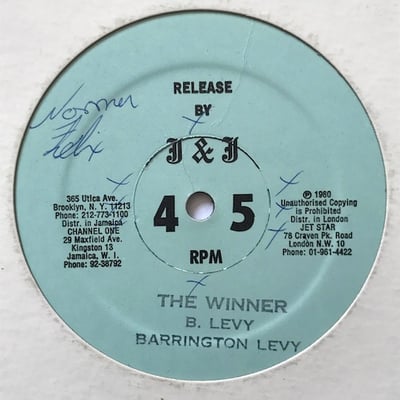 RELEASE
BY
J & J
Norman
Felix
365 Utica Ave.
Brooklyn, N. Y. 11213
Phone: 212-773-1100
Distr. in Jamaica
CHANNEL ONE
29 Maxfield Ave.
Kingston 13
Jamaica, W. I.
Phone: 92-38792
45
RPM
℗ 1980
Unauthorised Copying
is Prohibited
Distr. in London
JET STAR
78 Craven Pk. Road
London N.W. 10
Phone: 01-961-4422
THE WINNER
B. LEVY
BARRINGTON LEVY